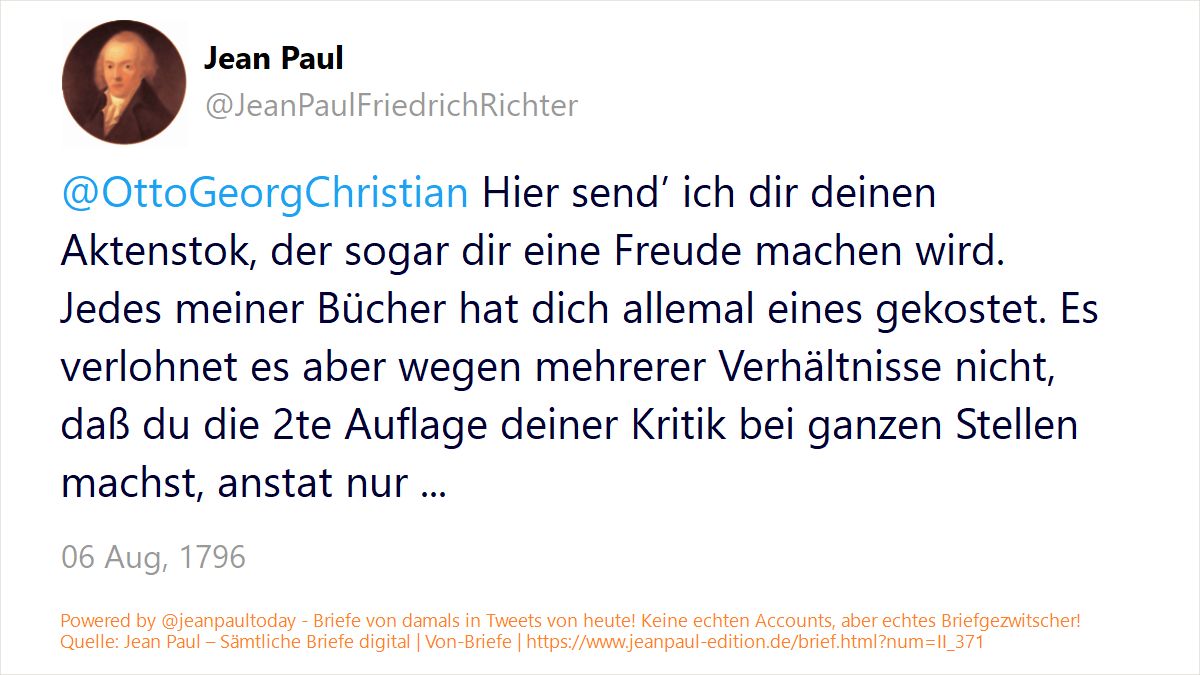 Jean Paul
@JeanPaulFriedrichRichter
@OttoGeorgChristian Hier send’ ich dir deinen
Aktenstok, der sogar dir eine Freude machen wird.
Jedes meiner Bücher hat dich allemal eines gekostet. Es
verlohnet es aber wegen mehrerer Verhältnisse nicht,
daß du die 2te Auflage deiner Kritik bei ganzen Stellen
machst, anstat nur ...
06 Aug, 1796
Powered by @jeanpaultoday - Briefe von damals in Tweets von heute! Keine echten Accounts, aber echtes Briefgezwitscher!
Quelle: Jean Paul – Sämtliche Briefe digital | Von-Briefe | https://www.jeanpaul-edition.de/brief.html?num=II_371